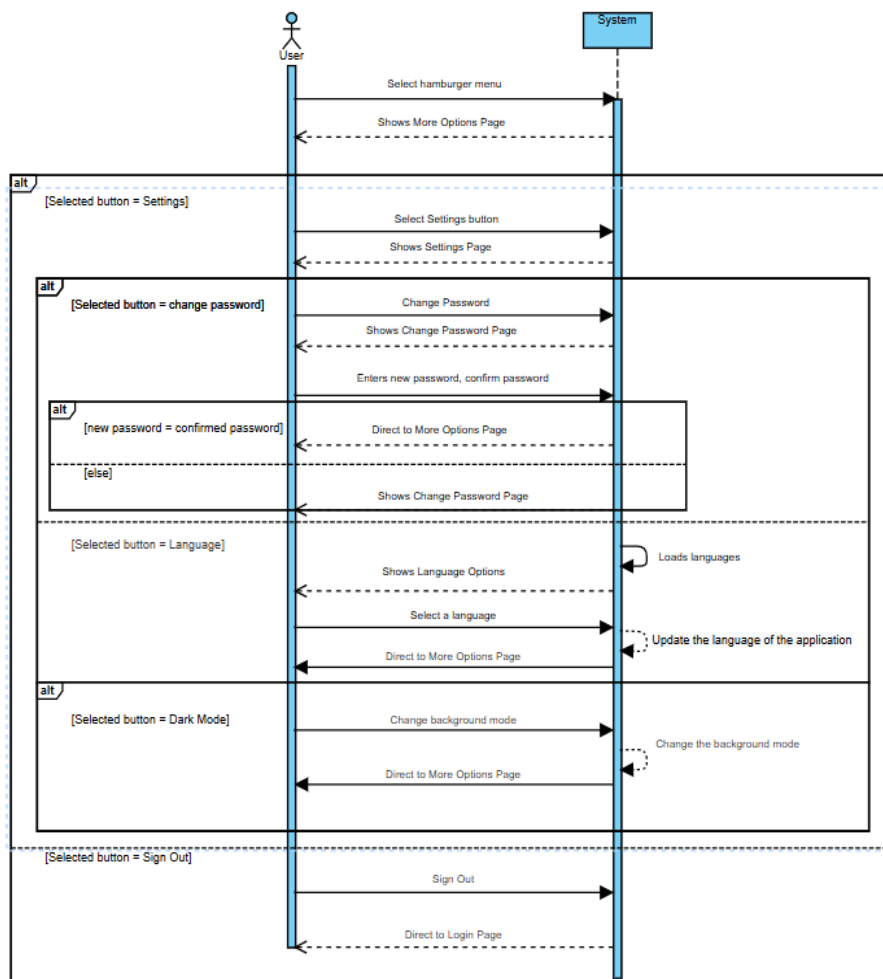 System
User
Select hamburger menu
Shows More Options Page
alt
[Selected button = Settings]
Select Settings button
Shows Settings Page
alt
[Selected button = change password]
Change Password
Shows Change Password Page
Enters new password, confirm password
alt
[new password = confirmed password]
Direct to More Options Page
[else]
Shows Change Password Page
[Selected button = Language]
Loads languages
Shows Language Options
Select a language
Update the language of the application
Direct to More Options Page
alt
[Selected button = Dark Mode]
Change background mode
Change the background mode
Direct to More Options Page
[Selected button = Sign Out]
Sign Out
Direct to Login Page